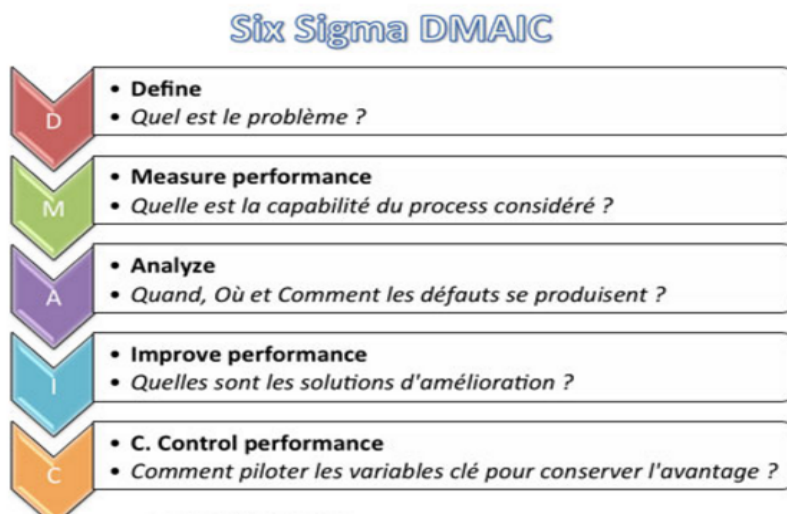 Six Sigma DMAIC
D
• Define
• Quel est le problème ?
M
• Measure performance
• Quelle est la capabilité du process considéré ?
A
• Analyze
• Quand, Où et Comment les défauts se produisent ?
I
• Improve performance
• Quelles sont les solutions d'amélioration ?
C
• C. Control performance
• Comment piloter les variables clé pour conserver l'avantage ?